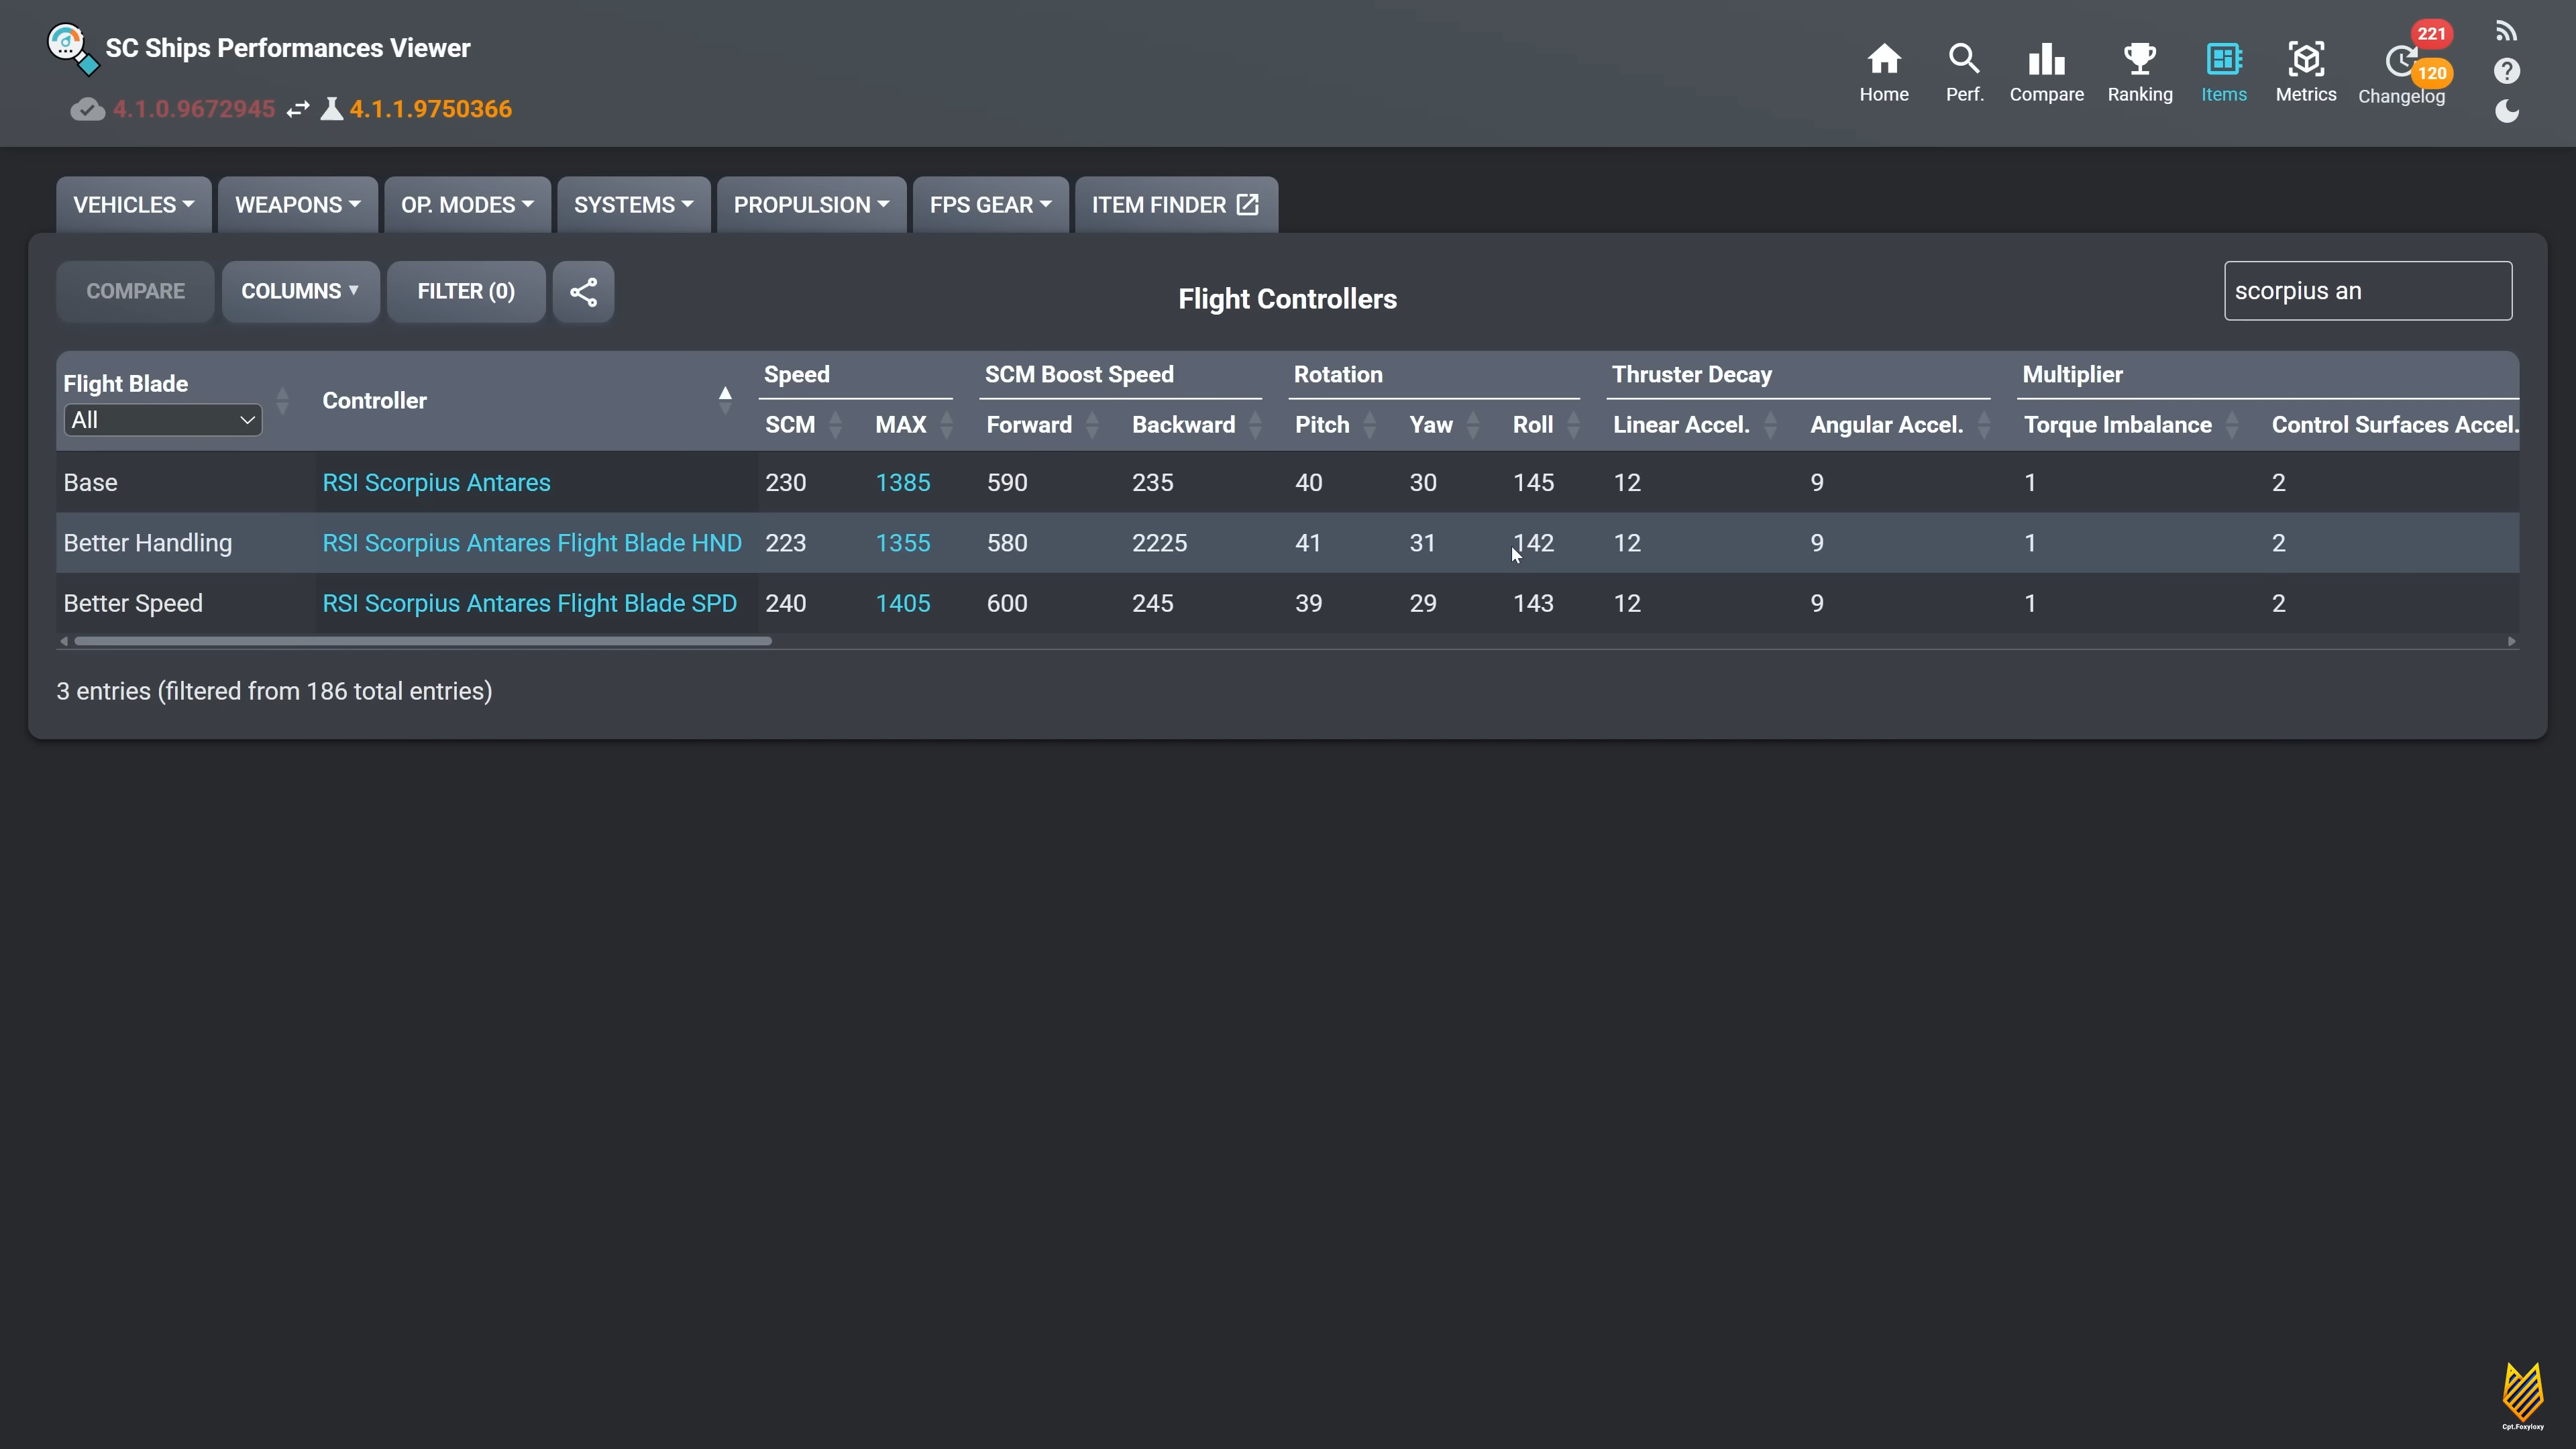 SC Ships Performances Viewer
4.1.0.9672945 4.1.1.9750366
Home Perf. Compare Ranking Items Metrics Changelog 221 120
VEHICLES WEAPONS OP. MODES SYSTEMS PROPULSION FPS GEAR ITEM FINDER
COMPARE COLUMNS FILTER (0)
Flight Controllers
scorpius an
Flight Blade Controller Speed SCM Boost Speed Rotation Thruster Decay Multiplier
All SCM MAX Forward Backward Pitch Yaw Roll Linear Accel. Angular Accel. Torque Imbalance Control Surfaces Accel.
Base RSI Scorpius Antares 230 1385 590 235 40 30 145 12 9 1 2
Better Handling RSI Scorpius Antares Flight Blade HND 223 1355 580 2225 41 31 142 12 9 1 2
Better Speed RSI Scorpius Antares Flight Blade SPD 240 1405 600 245 39 29 143 12 9 1 2
3 entries (filtered from 186 total entries)
Cpt.Foxyloxy